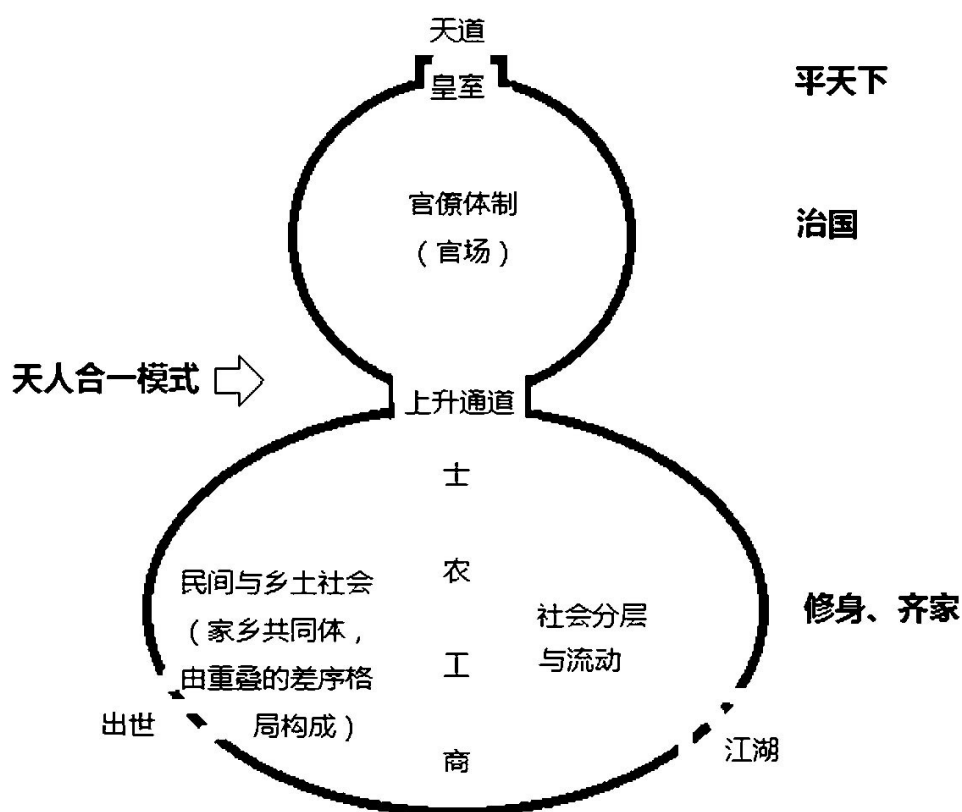 天道
皇室
平天下
官僚体制
（官场）
治国
天人合一模式
上升通道
士
农
工
商
民间与乡土社会
（家乡共同体，
由重叠的差序格
局构成）
社会分层
与流动
修身、齐家
出世
江湖